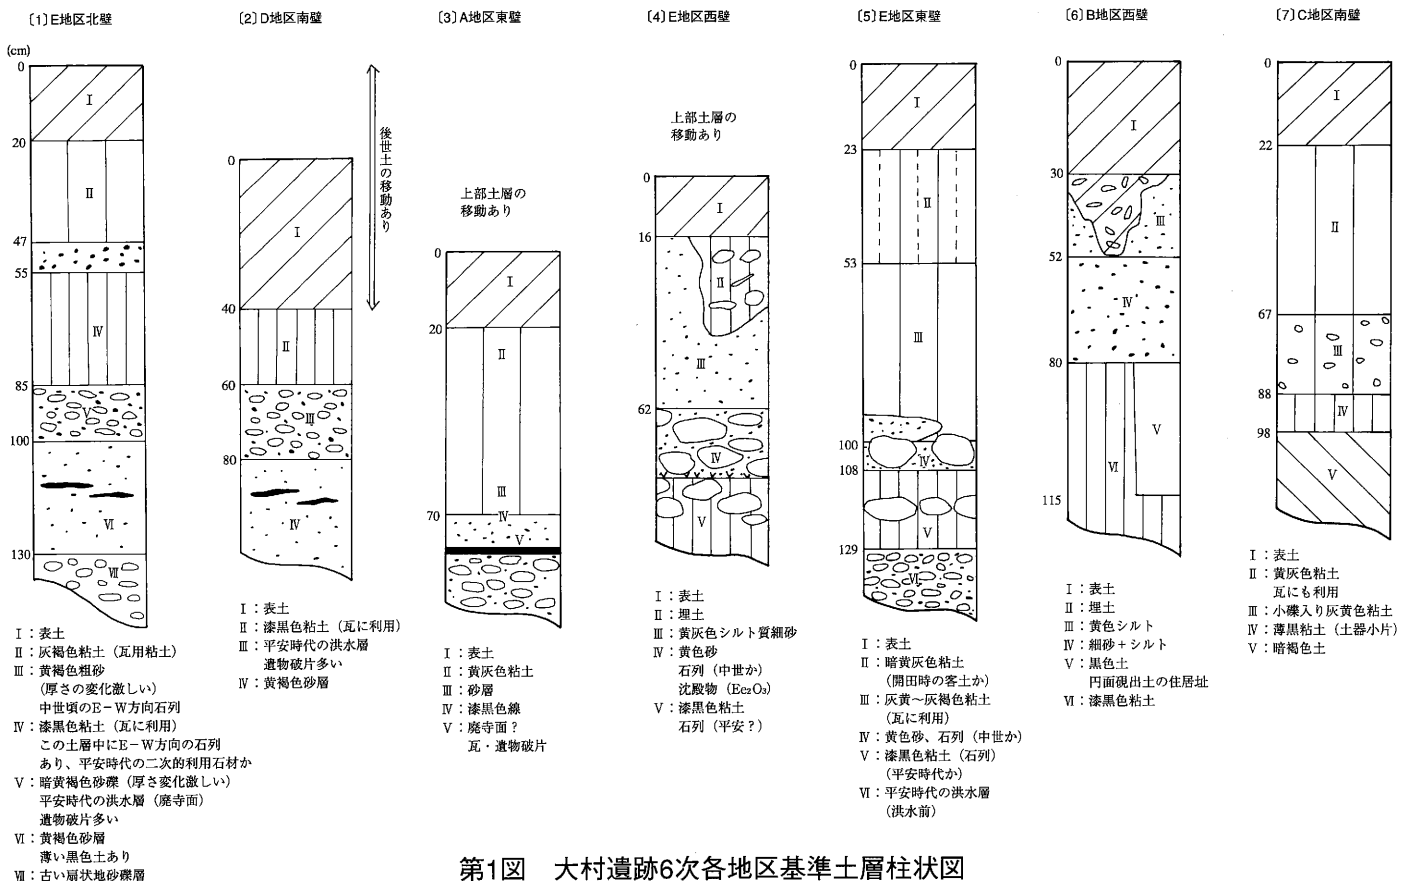 〔1〕E地区北壁
(cm)
0
Ⅰ
20
Ⅱ
47
55
Ⅳ
85
Ⅴ
100
Ⅵ
130
Ⅶ
Ⅰ：表土
Ⅱ：灰褐色粘土（瓦用粘土）
Ⅲ：黄褐色粗砂
（厚さの変化激しい）
中世頃のE－W方向石列
Ⅳ：漆黒色粘土（瓦に利用）
この土層中にE－W方向の石列
あり、平安時代の二次的利用石材か
Ⅴ：暗黄褐色砂礫（厚さ変化激しい）
平安時代の洪水層（廃寺面）
遺物破片多い
Ⅵ：黄褐色砂層
薄い黒色土あり
Ⅶ：古い扇状地砂礫層
〔2〕D地区南壁
後世土の移動あり
0
Ⅰ
40
Ⅱ
60
Ⅲ
80
Ⅳ
Ⅰ：表土
Ⅱ：漆黒色粘土（瓦に利用）
Ⅲ：平安時代の洪水層
遺物破片多い
Ⅳ：黄褐色砂層
〔3〕A地区東壁
上部土層の
移動あり
0
Ⅰ
20
Ⅱ
Ⅲ
70
Ⅳ
Ⅴ
Ⅰ：表土
Ⅱ：黄灰色粘土
Ⅲ：砂層
Ⅳ：漆黒色線
Ⅴ：廃寺面？
瓦・遺物破片
〔4〕E地区西壁
上部土層の
移動あり
0
Ⅰ
16
Ⅱ
Ⅲ
62
Ⅳ
Ⅴ
Ⅰ：表土
Ⅱ：埋土
Ⅲ：黄灰色シルト質細砂
Ⅳ：黄色砂
石列（中世か）
沈殿物（Ec₂O₃）
Ⅴ：漆黒色粘土
石列（平安？）
〔5〕E地区東壁
0
Ⅰ
23
Ⅱ
53
Ⅲ
100
Ⅳ
108
Ⅴ
129
Ⅵ
Ⅰ：表土
Ⅱ：暗黄灰色粘土
（開田時の客土か）
Ⅲ：灰黄～灰褐色粘土
（瓦に利用）
Ⅳ：黄色砂、石列（中世か）
Ⅴ：漆黒色粘土（石列）
（平安時代か）
Ⅵ：平安時代の洪水層
（洪水前）
〔6〕B地区西壁
0
Ⅰ
30
Ⅲ
52
Ⅳ
80
Ⅴ
Ⅵ
115
Ⅰ：表土
Ⅱ：埋土
Ⅲ：黄色シルト
Ⅳ：細砂＋シルト
Ⅴ：黒色土
円面硯出土の住居址
Ⅵ：漆黒色粘土
〔7〕C地区南壁
0
Ⅰ
22
Ⅱ
67
Ⅲ
88
Ⅳ
98
Ⅴ
Ⅰ：表土
Ⅱ：黄灰色粘土
瓦にも利用
Ⅲ：小礫入り灰黄色粘土
Ⅳ：薄黒粘土（土器小片）
Ⅴ：暗褐色土
第1図　大村遺跡6次各地区基準土層柱状図